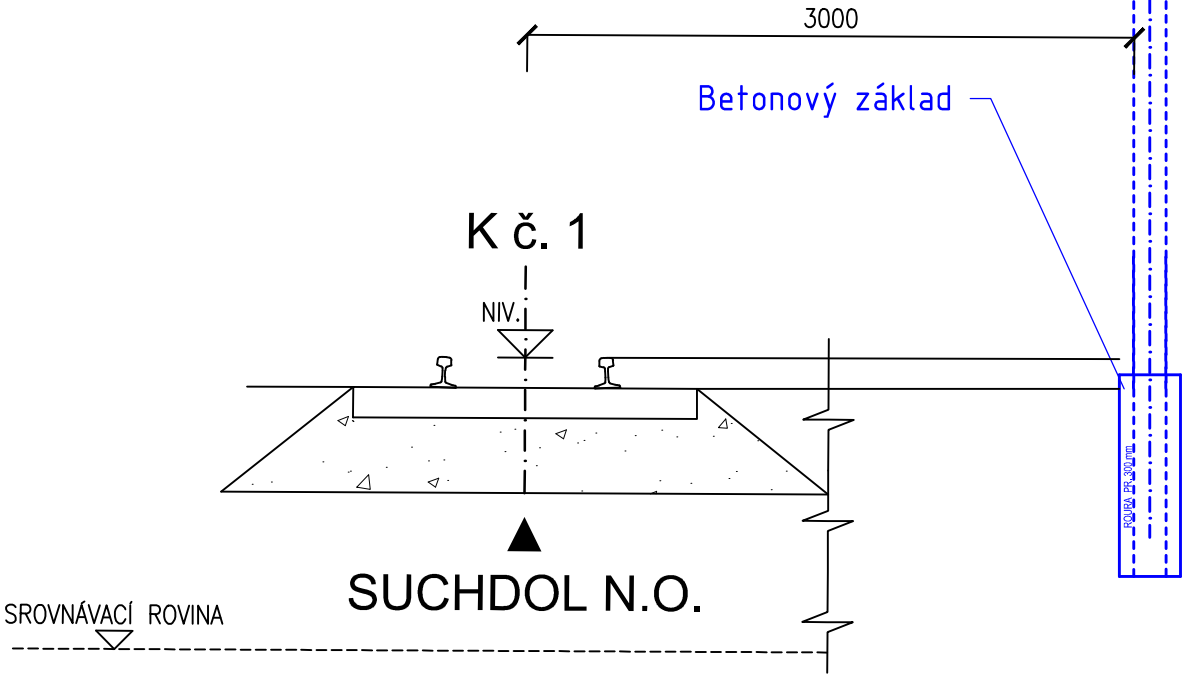 3000
Betonový základ
K č. 1
NIV.
ROURA PR.300 mm
SUCHDOL N.O.
SROVNÁVACÍ ROVINA